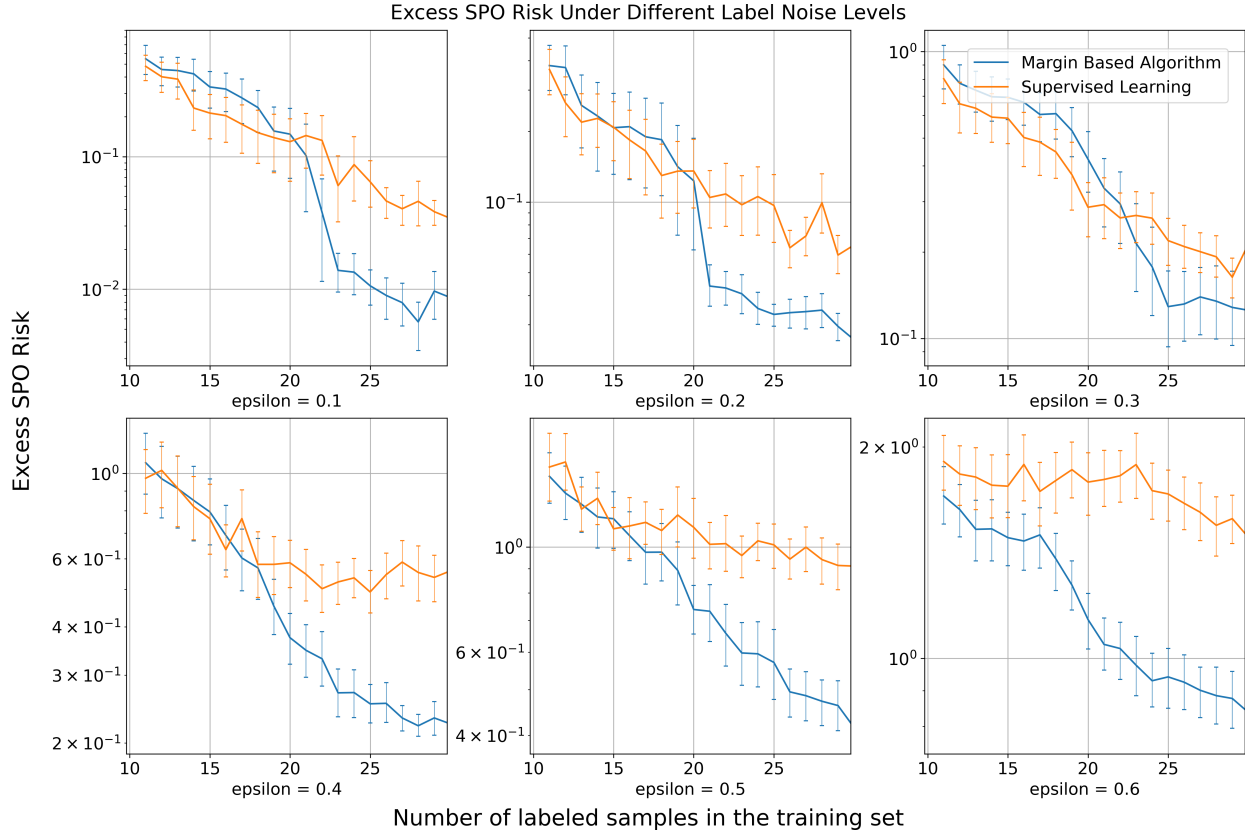 Excess SPO Risk Under Different Label Noise Levels
Excess SPO Risk
10⁻¹
10⁻²
10 15 20 25
epsilon = 0.1
10⁻¹
10 15 20 25
epsilon = 0.2
Margin Based Algorithm
Supervised Learning
10⁰
10⁻¹
10 15 20 25
epsilon = 0.3
10⁰
6 × 10⁻¹
4 × 10⁻¹
3 × 10⁻¹
2 × 10⁻¹
10 15 20 25
epsilon = 0.4
10⁰
6 × 10⁻¹
4 × 10⁻¹
10 15 20 25
epsilon = 0.5
2 × 10⁰
10⁰
10 15 20 25
epsilon = 0.6
Number of labeled samples in the training set